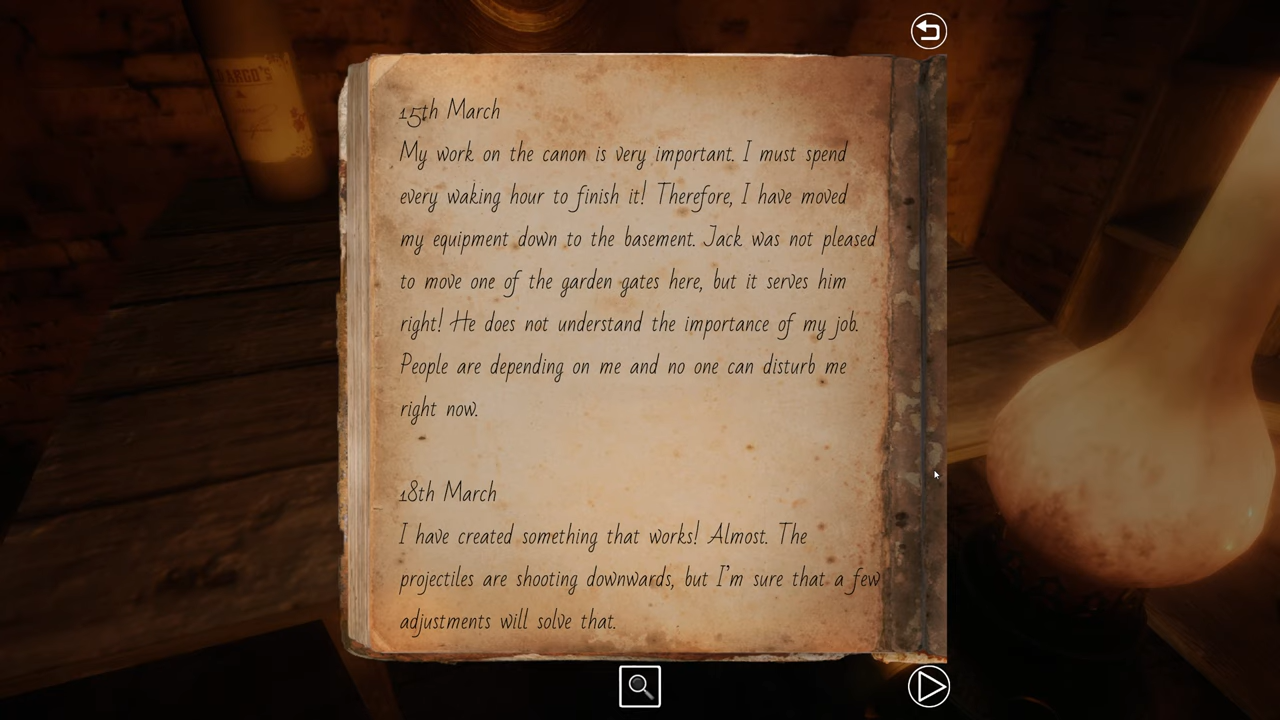 DARGO'S
15th March
My work on the canon is very important. I must spend
every waking hour to finish it! Therefore, I have moved
my equipment down to the basement. Jack was not pleased
to move one of the garden gates here, but it serves him
right! He does not understand the importance of my job.
People are depending on me and no one can disturb me
right now.
18th March
I have created something that works! Almost. The
projectiles are shooting downwards, but I'm sure that a few
adjustments will solve that.